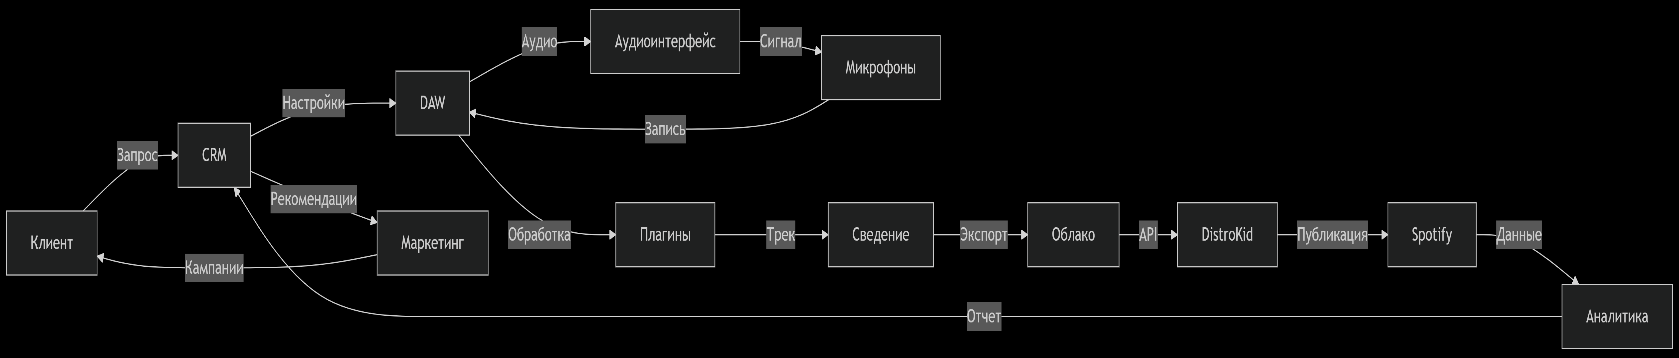 Аудио
Аудиоинтерфейс
Сигнал
Микрофоны
Настройки
DAW
Запись
Запрос
CRM
Рекомендации
Клиент
Маркетинг
Кампании
Обработка
Плагины
Трек
Сведение
Экспорт
Облако
API
DistroKid
Публикация
Spotify
Данные
Отчет
Аналитика